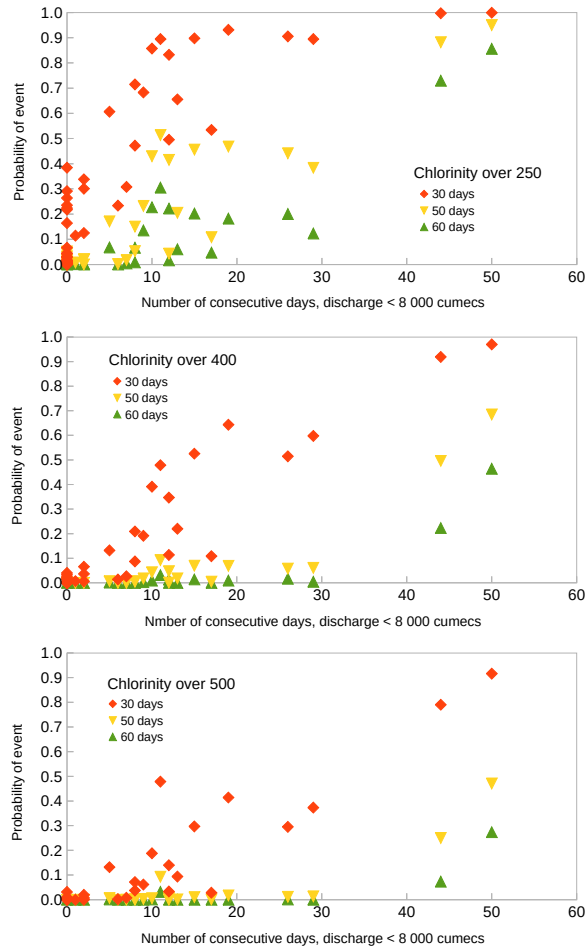 Probability of event
1.0
0.9
0.8
0.7
0.6
0.5
0.4
0.3
0.2
0.1
0.0
Chlorinity over 250
30 days
50 days
60 days
0 10 20 30 40 50 60
Number of consecutive days, discharge < 8 000 cumecs
Probability of event
1.0
0.9
0.8
0.7
0.6
0.5
0.4
0.3
0.2
0.1
0.0
Chlorinity over 400
30 days
50 days
60 days
0 10 20 30 40 50 60
Nmber of consecutive days, discharge < 8 000 cumecs
Probability of event
1.0
0.9
0.8
0.7
0.6
0.5
0.4
0.3
0.2
0.1
0.0
Chlorinity over 500
30 days
50 days
60 days
0 10 20 30 40 50 60
Number of consecutive days, discharge < 8 000 cumecs